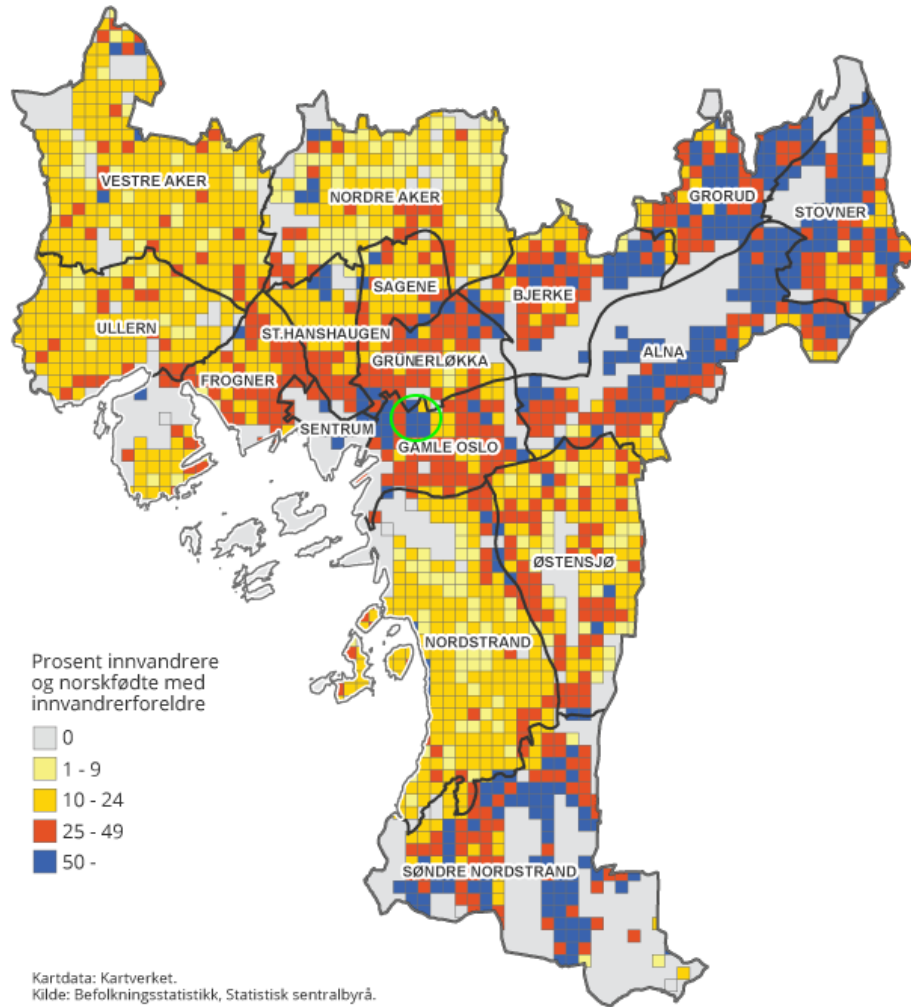 VESTRE AKER
NORDRE AKER
GRORUD
STOVNER
SAGENE
BJERKE
ULLERN
ST.HANSHAUGEN
GRÜNERLØKKA
ALNA
FROGNER
SENTRUM
GAMLE OSLO
ØSTENSJØ
NORDSTRAND
SØNDRE NORDSTRAND
Prosent innvandrere
og norskfødte med
innvandrerforeldre
0
1 - 9
10 - 24
25 - 49
50 -
Kartdata: Kartverket.
Kilde: Befolkningsstatistikk, Statistisk sentralbyrå.